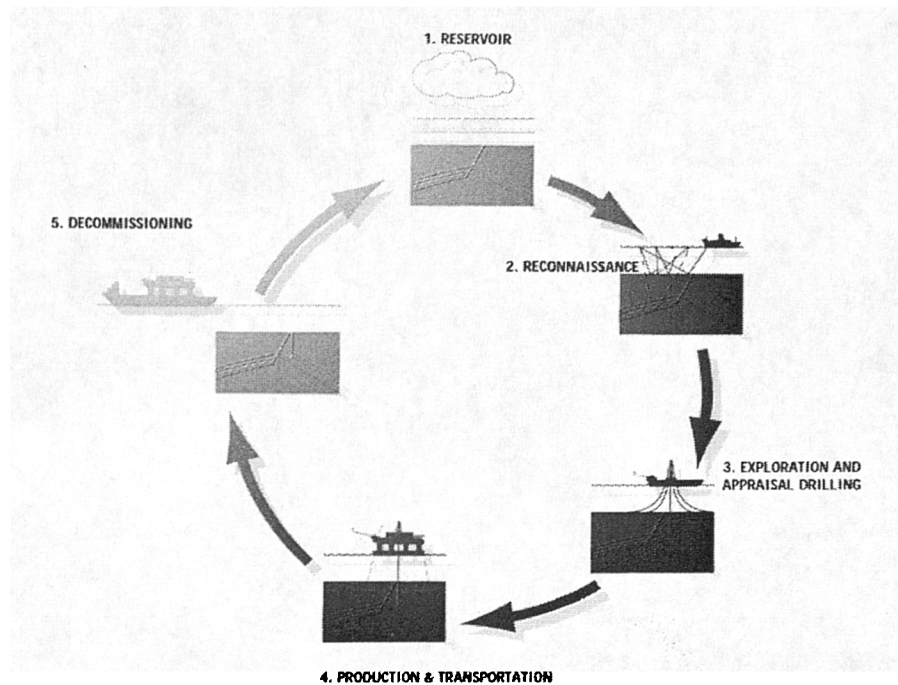 1. RESERVOIR
2. RECONNAISSANCE
3. EXPLORATION AND
APPRAISAL DRILLING
4. PRODUCTION & TRANSPORTATION
5. DECOMMISSIONING